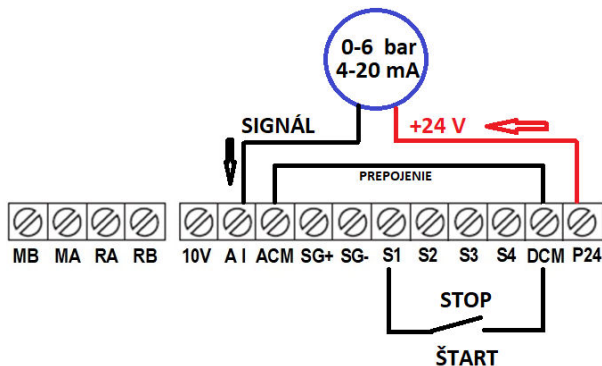 0-6 bar
4-20 mA
SIGNÁL
+24 V
PREPOJENIE
MB MA RA RB 10V A I ACM SG+ SG- S1 S2 S3 S4 DCM P24
STOP
ŠTART